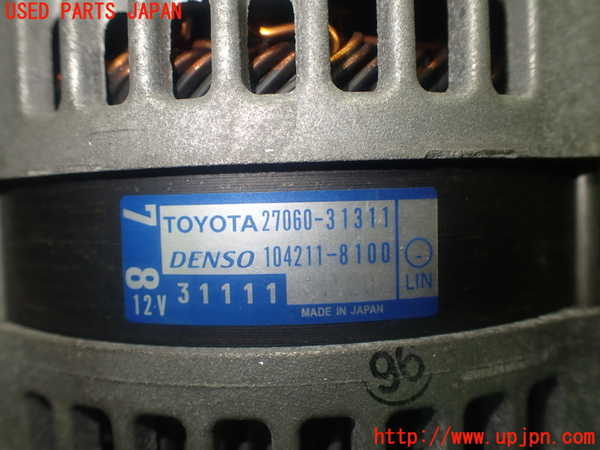 USED PARTS JAPAN
7 TOYOTA 27060-31311
DENSO 104211-8100
8 31111 LIN
12V MADE IN JAPAN
96
http://www.upjpn.com/